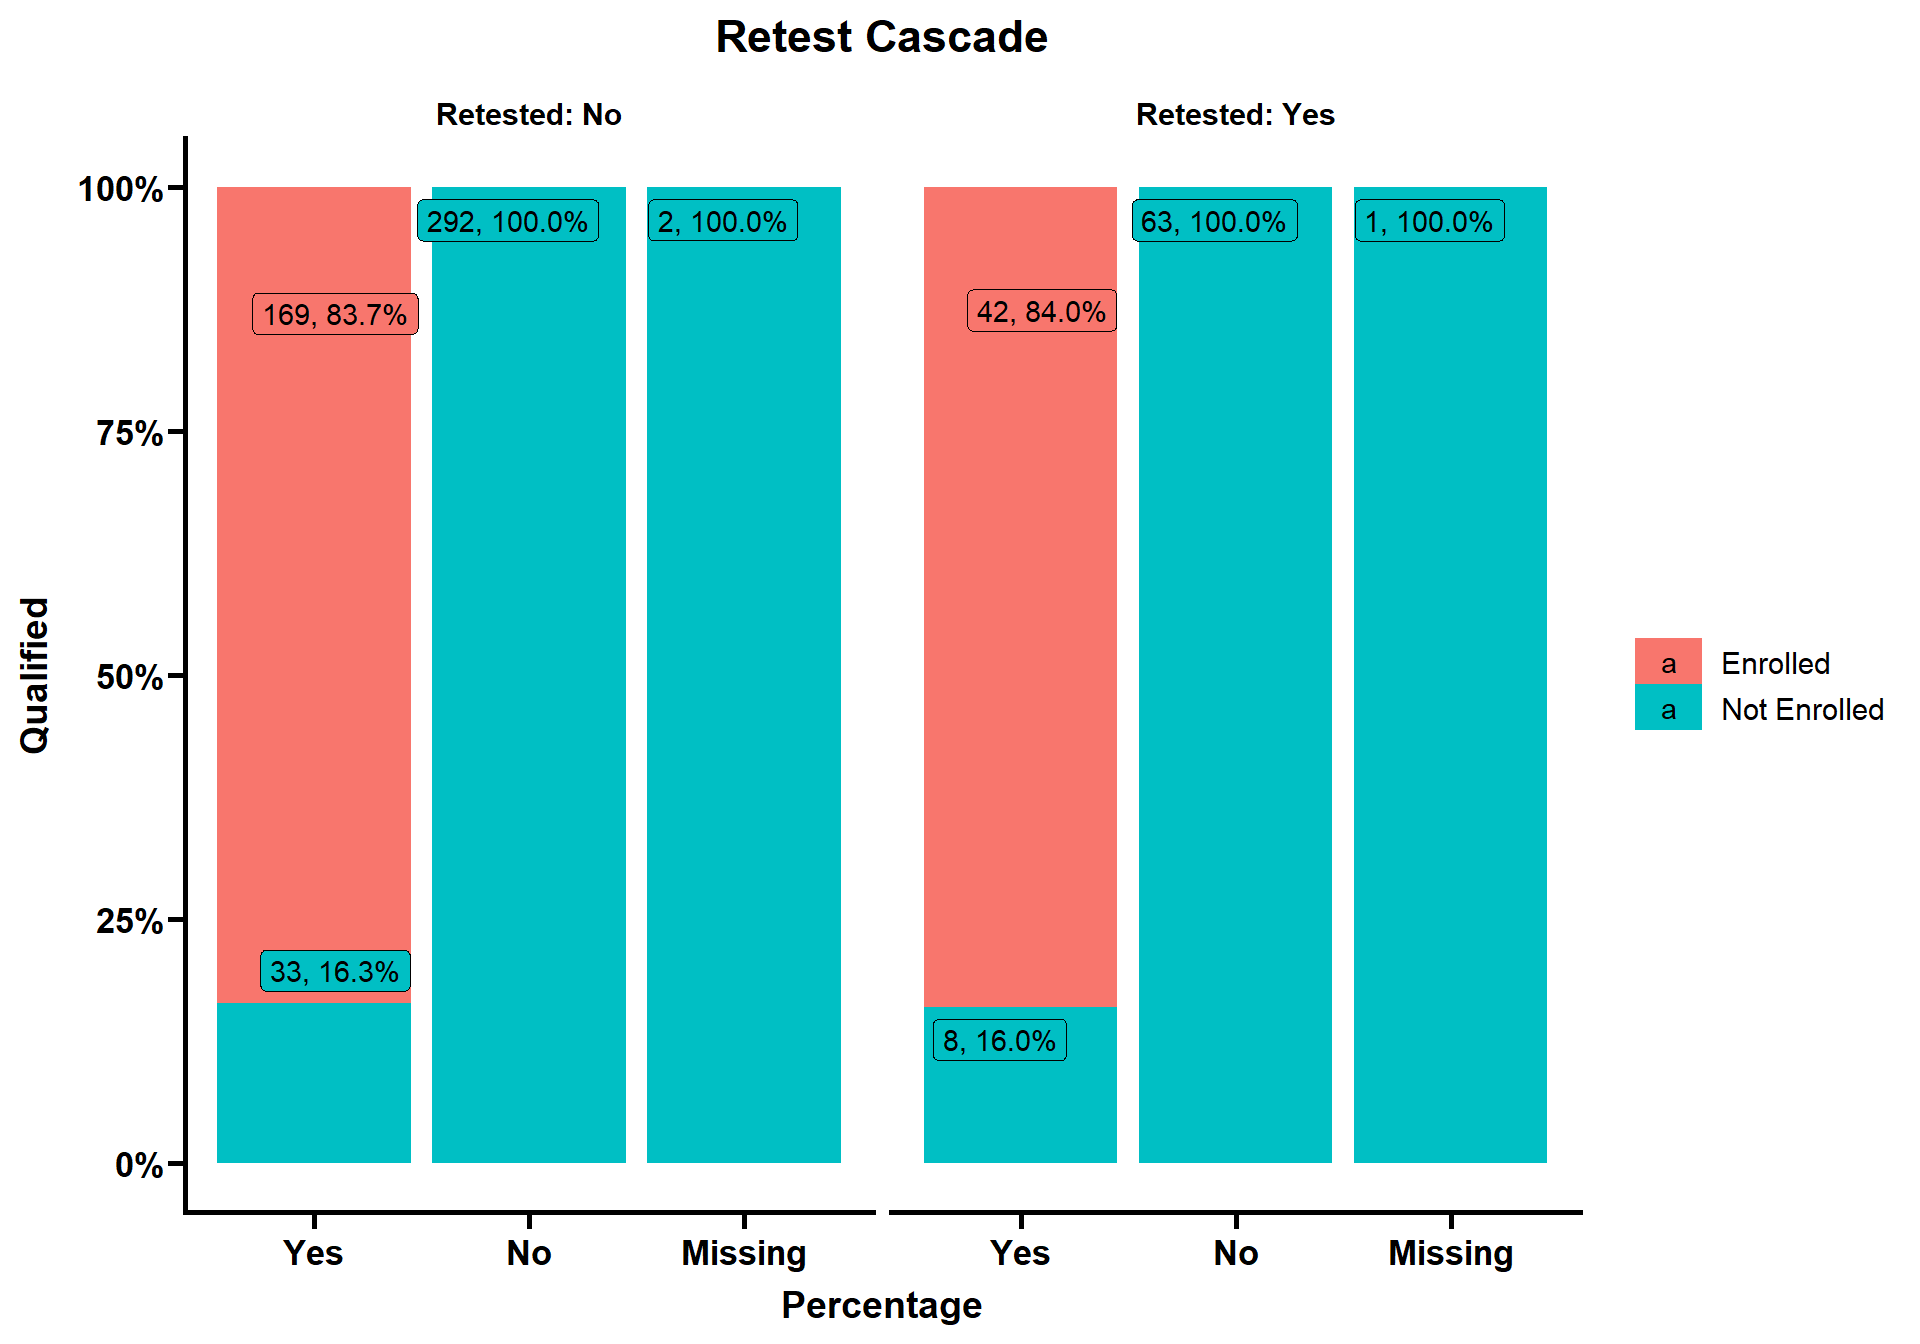 Retest Cascade
Retested: No
Retested: Yes
100%
75%
50%
25%
0%
Qualified
292, 100.0%
2, 100.0%
169, 83.7%
33, 16.3%
63, 100.0%
1, 100.0%
42, 84.0%
8, 16.0%
a Enrolled
a Not Enrolled
Yes No Missing
Yes No Missing
Percentage